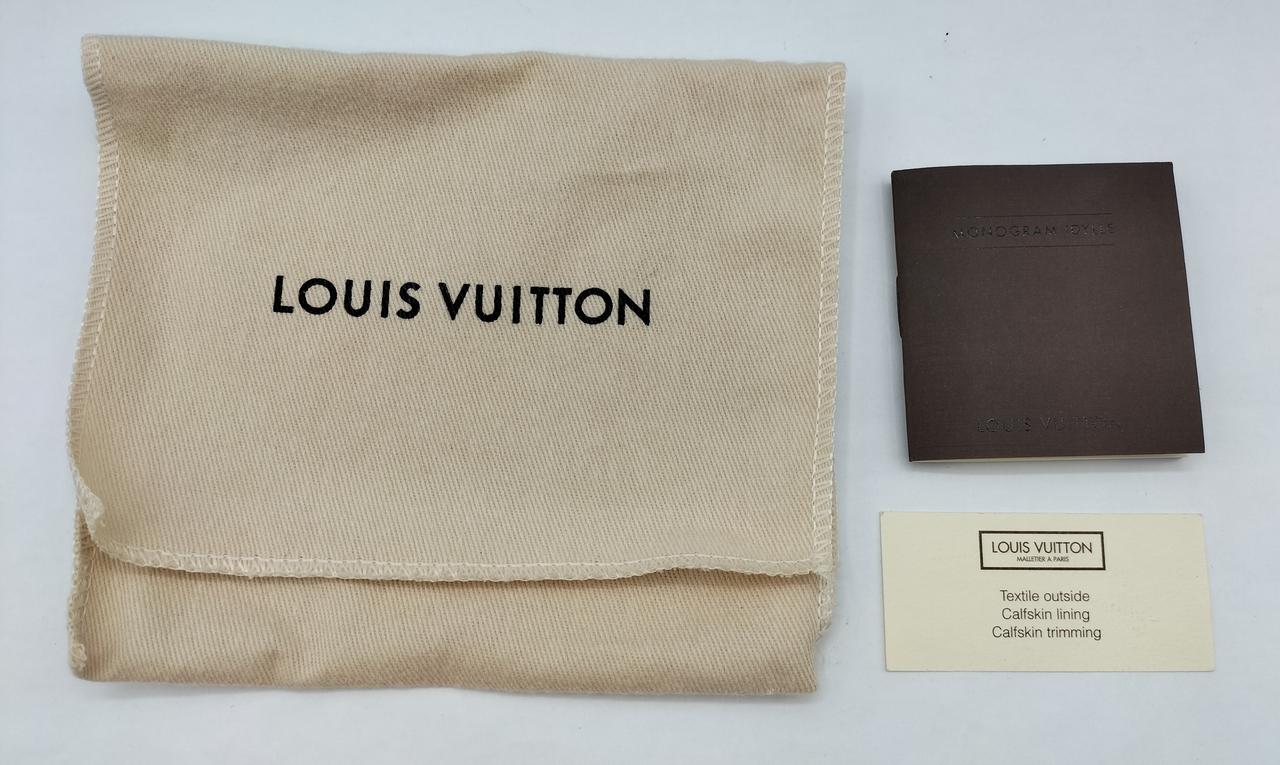 LOUIS VUITTON
MONOGRAM IDYLLE
LOUIS VUITTON
LOUIS VUITTON
MALLETIER À PARIS
Textile outside
Calfskin lining
Calfskin trimming